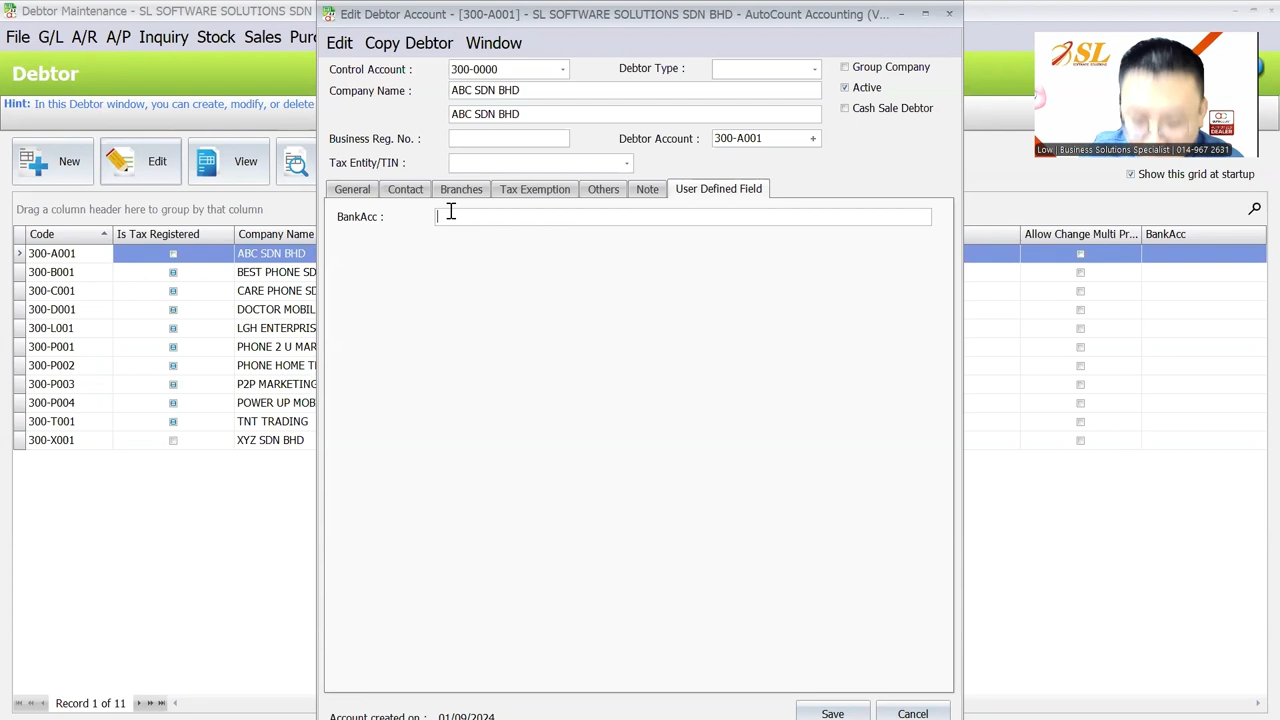 Debtor Maintenance - SL SOFTWARE SOLUTIONS SDN BHD
Edit Debtor Account - [300-A001] - SL SOFTWARE SOLUTIONS SDN BHD - AutoCount Accounting (V...
File G/L A/R A/P Inquiry Stock Sales
Edit Copy Debtor Window
Debtor
Hint: In this Debtor window, you can create, modify, or delete
New Edit View
Show this grid at startup
Drag a column header here to group by that column
Control Account : 300-0000
Debtor Type :
Group Company
Company Name : ABC SDN BHD
Active
ABC SDN BHD
Cash Sale Debtor
Business Reg. No. :
Debtor Account : 300-A001 +
Tax Entity/TIN :
General Contact Branches Tax Exemption Others Note User Defined Field
BankAcc :
Code Is Tax Registered Company Name
Allow Change Multi Pr... BankAcc
300-A001 ABC SDN BHD
300-B001 BEST PHONE SD
300-C001 CARE PHONE SD
300-D001 DOCTOR MOBIL
300-L001 LGH ENTERPRIS
300-P001 PHONE 2 U MAR
300-P002 PHONE HOME T
300-P003 P2P MARKETING
300-P004 POWER UP MOB
300-T001 TNT TRADING
300-X001 XYZ SDN BHD
Record 1 of 11
Account created on : 01/09/2024
Save Cancel
SL
DEALER
Low | Business Solutions Specialist | 014-967 2631